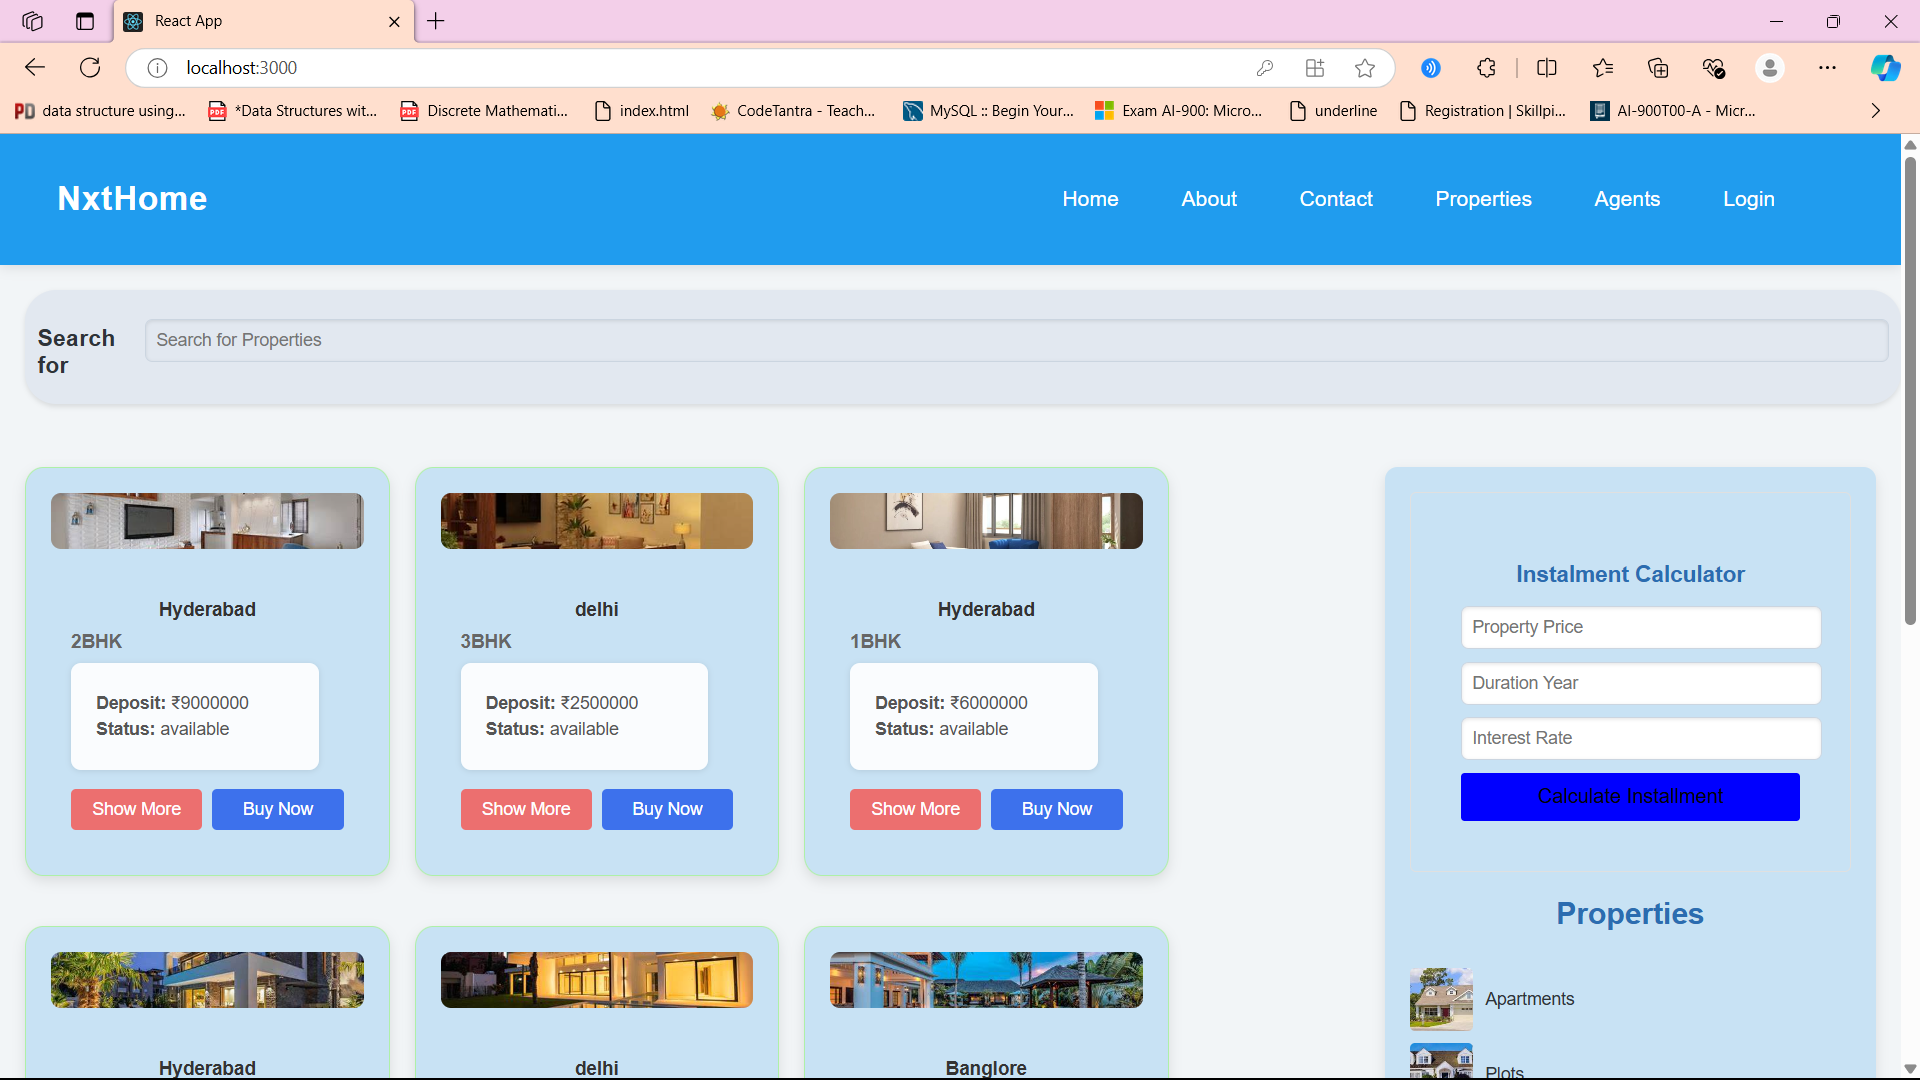 React App
localhost:3000
data structure using...
*Data Structures wit...
Discrete Mathemati...
index.html
CodeTantra - Teach...
MySQL :: Begin Your...
Exam AI-900: Micro...
underline
Registration | Skillpi...
AI-900T00-A - Micr...
NxtHome
Home
About
Contact
Properties
Agents
Login
Search
for
Search for Properties
Hyderabad
2BHK
Deposit: ₹9000000
Status: available
Show More
Buy Now
delhi
3BHK
Deposit: ₹2500000
Status: available
Show More
Buy Now
Hyderabad
1BHK
Deposit: ₹6000000
Status: available
Show More
Buy Now
Hyderabad
delhi
Banglore
Instalment Calculator
Property Price
Duration Year
Interest Rate
Calculate Installment
Properties
Apartments
Plots